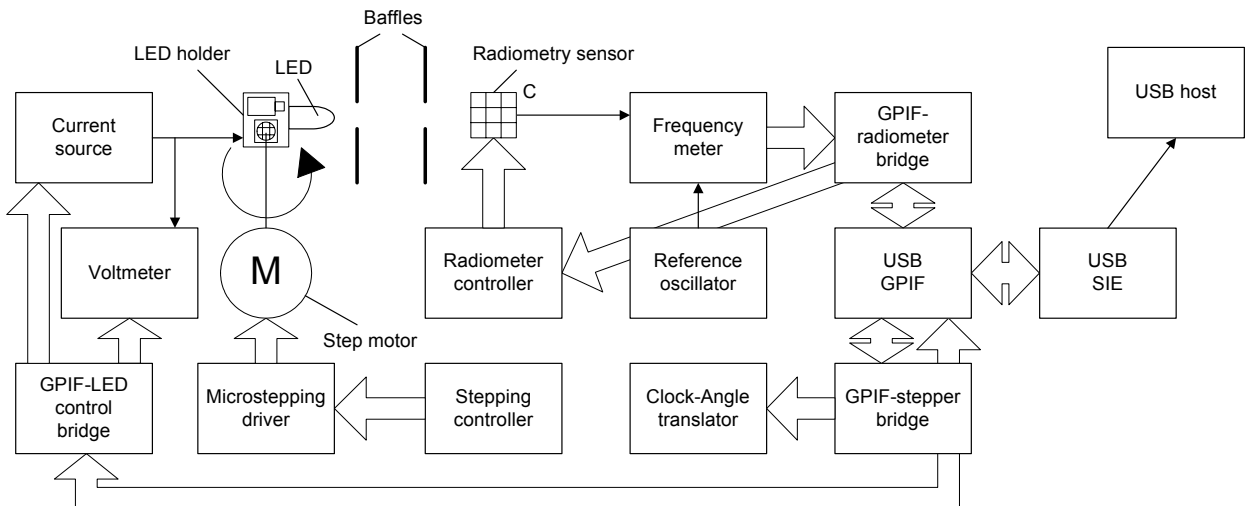 Baffles
LED holder
LED
Radiometry sensor
C
Current
source
Frequency
meter
GPIF-
radiometer
bridge
USB host
Voltmeter
M
Radiometer
controller
Reference
oscillator
USB
GPIF
USB
SIE
Step motor
GPIF-LED
control
bridge
Microstepping
driver
Stepping
controller
Clock-Angle
translator
GPIF-stepper
bridge